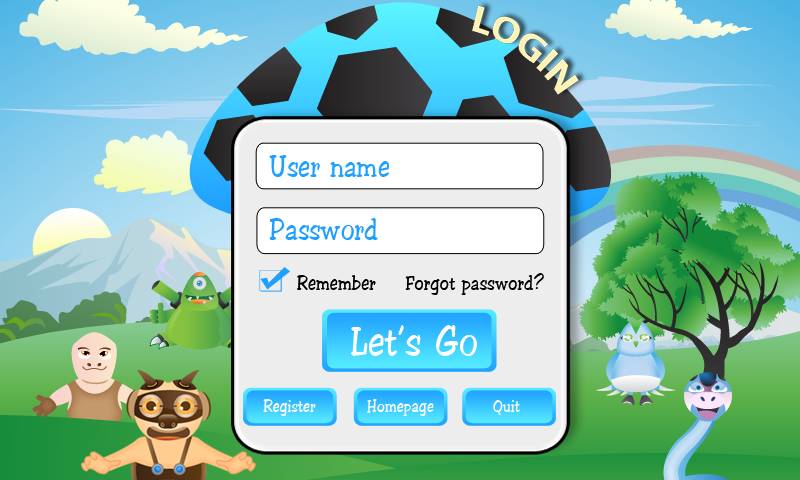 LOGIN
User name
Password
Remember Forgot password?
Let's Go
Register Homepage Quit